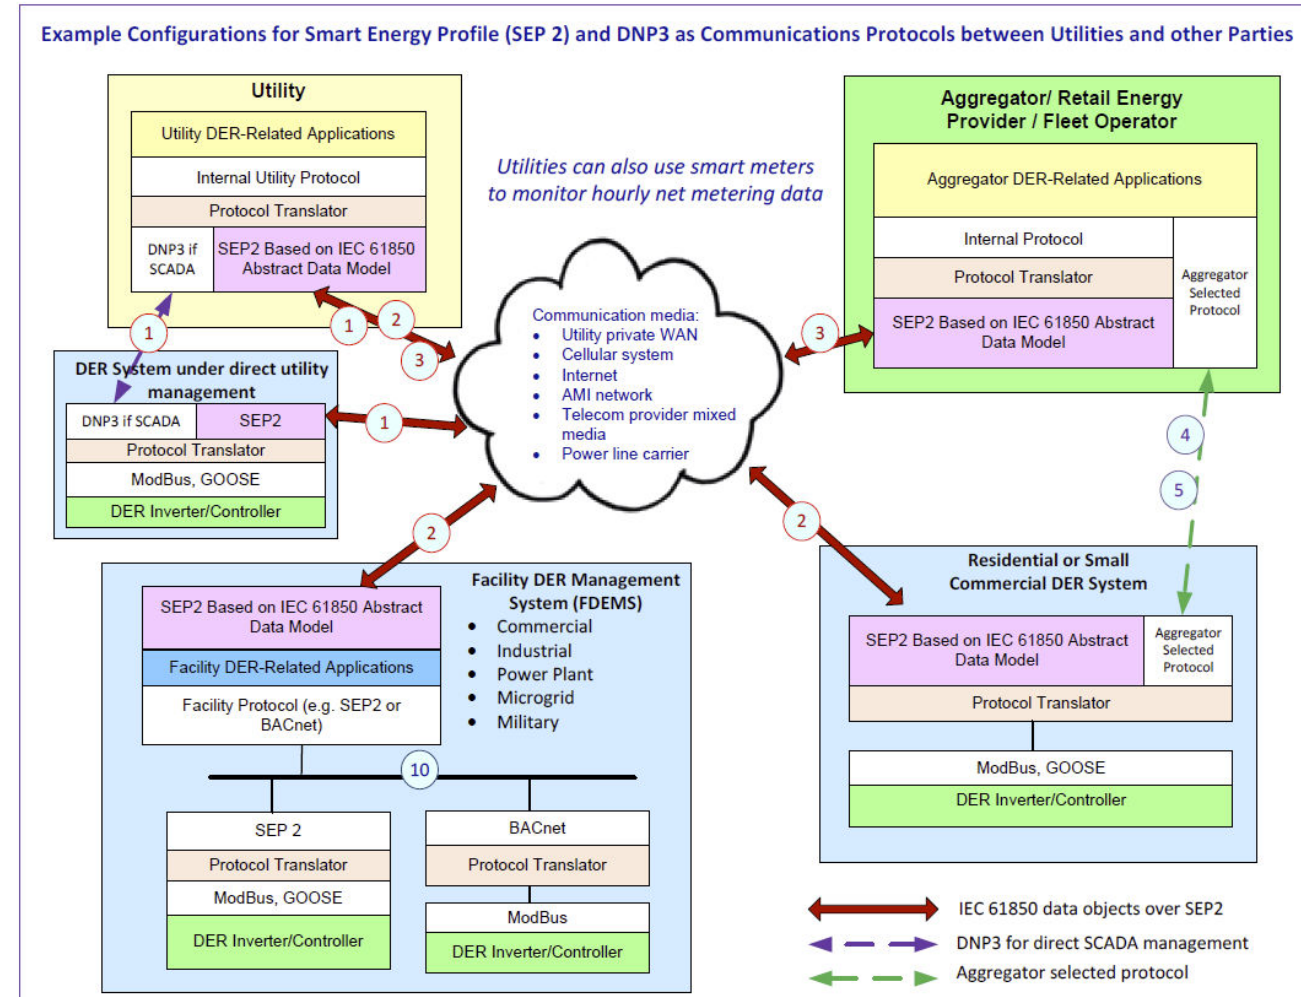 Example Configurations for Smart Energy Profile (SEP 2) and DNP3 as Communications Protocols between Utilities and other Parties
Utility
Utility DER-Related Applications
Internal Utility Protocol
Protocol Translator
DNP3 if
SCADA
SEP2 Based on IEC 61850
Abstract Data Model
Utilities can also use smart meters
to monitor hourly net metering data
Aggregator/ Retail Energy
Provider / Fleet Operator
Aggregator DER-Related Applications
Internal Protocol
Protocol Translator
SEP2 Based on IEC 61850 Abstract
Data Model
Aggregator
Selected
Protocol
1
1
2
3
3
Communication media:
• Utility private WAN
• Cellular system
• Internet
• AMI network
• Telecom provider mixed
media
• Power line carrier
DER System under direct utility
management
DNP3 if SCADA
SEP2
Protocol Translator
ModBus, GOOSE
DER Inverter/Controller
1
2
2
4
5
Facility DER Management
System (FDEMS)
• Commercial
• Industrial
• Power Plant
• Microgrid
• Military
SEP2 Based on IEC 61850 Abstract
Data Model
Facility DER-Related Applications
Facility Protocol (e.g. SEP2 or
BACnet)
10
SEP 2
Protocol Translator
ModBus, GOOSE
DER Inverter/Controller
BACnet
Protocol Translator
ModBus
DER Inverter/Controller
Residential or Small
Commercial DER System
SEP2 Based on IEC 61850 Abstract
Data Model
Aggregator
Selected
Protocol
Protocol Translator
ModBus, GOOSE
DER Inverter/Controller
IEC 61850 data objects over SEP2
DNP3 for direct SCADA management
Aggregator selected protocol